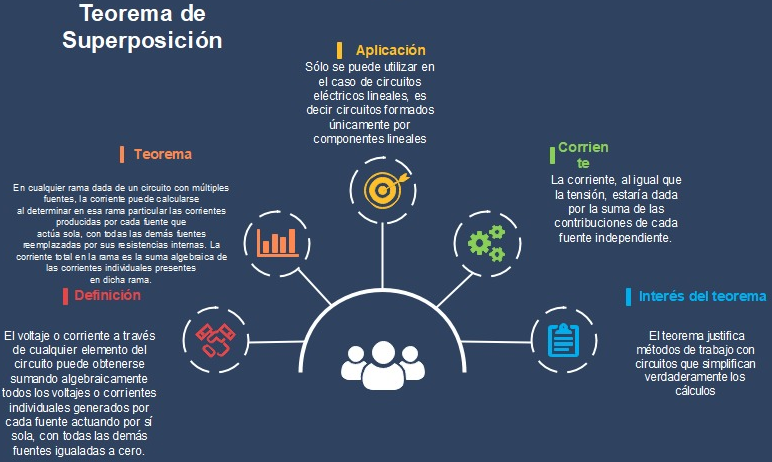 Teorema de
Superposición
Aplicación
Sólo se puede utilizar en
el caso de circuitos
eléctricos lineales, es
decir circuitos formados
únicamente por
componentes lineales
Teorema
En cualquier rama dada de un circuito con múltiples
fuentes, la corriente puede calcularse
al determinar en esa rama particular las corrientes
producidas por cada fuente que
actúa sola, con todas las demás fuentes
reemplazadas por sus resistencias internas. La
corriente total en la rama es la suma algebraica de
las corrientes individuales presentes
en dicha rama.
Corrien
te
La corriente, al igual que
la tensión, estaría dada
por la suma de las
contribuciones de cada
fuente independiente.
Definición
El voltaje o corriente a través
de cualquier elemento del
circuito puede obtenerse
sumando algebraicamente
todos los voltajes o corrientes
individuales generados por
cada fuente actuando por sí
sola, con todas las demás
fuentes igualadas a cero.
Interés del teorema
El teorema justifica
métodos de trabajo con
circuitos que simplifican
verdaderamente los
cálculos